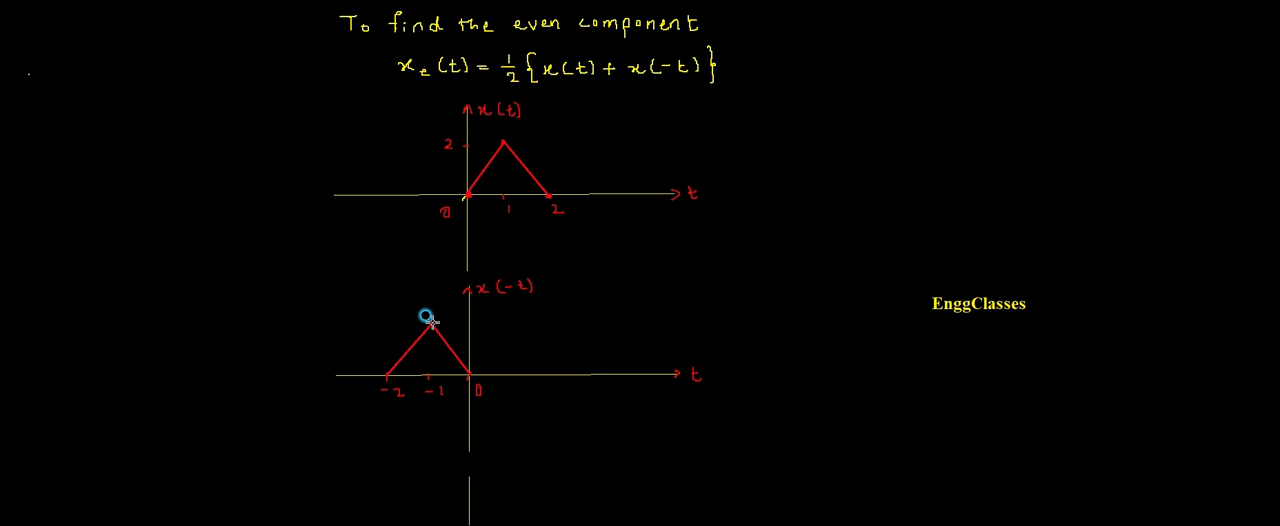 To find the even component
xₑ(t) = 1/2 {x(t) + x(-t)}
x(t)
2
t
0 1 2
x(-t)
EnggClasses
t
-2 -1 0